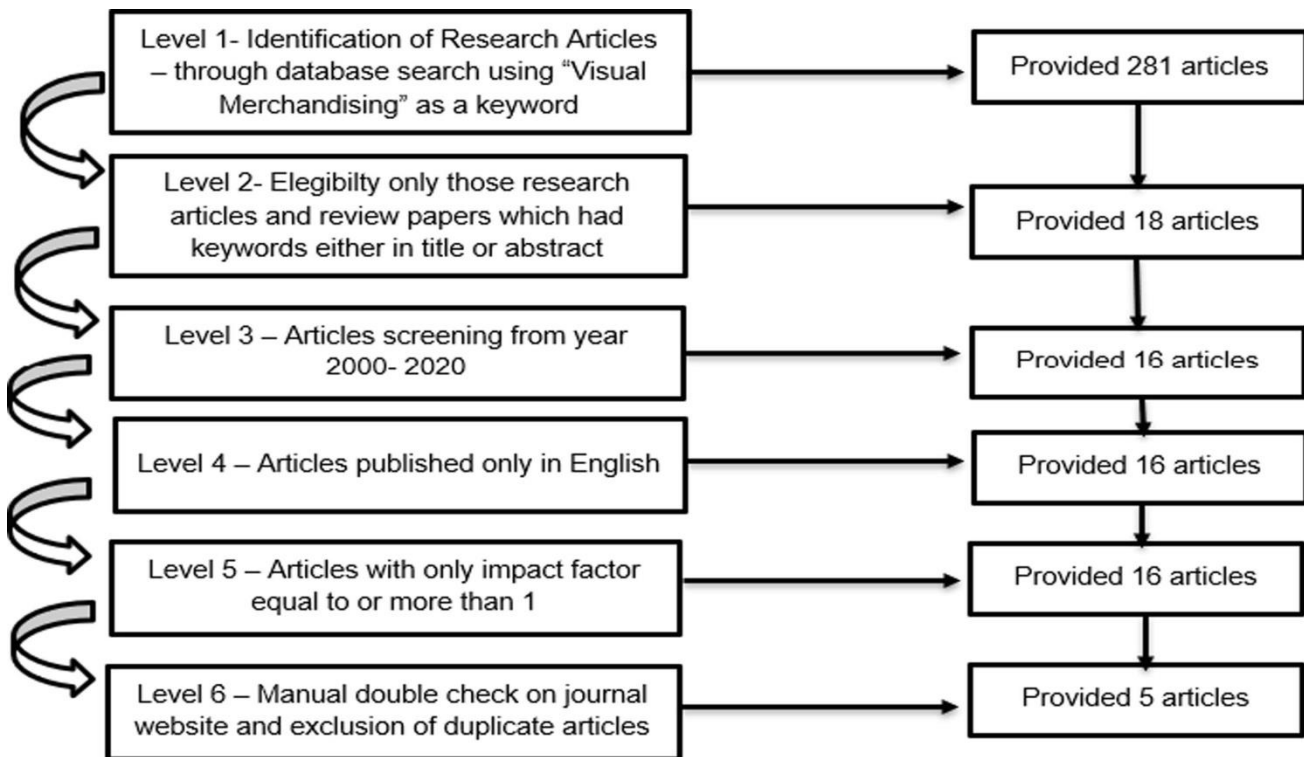 Level 1- Identification of Research Articles
– through database search using “Visual
Merchandising” as a keyword
Provided 281 articles
Level 2- Elegibilty only those research
articles and review papers which had
keywords either in title or abstract
Provided 18 articles
Level 3 – Articles screening from year
2000- 2020
Provided 16 articles
Level 4 – Articles published only in English
Provided 16 articles
Level 5 – Articles with only impact factor
equal to or more than 1
Provided 16 articles
Level 6 – Manual double check on journal
website and exclusion of duplicate articles
Provided 5 articles